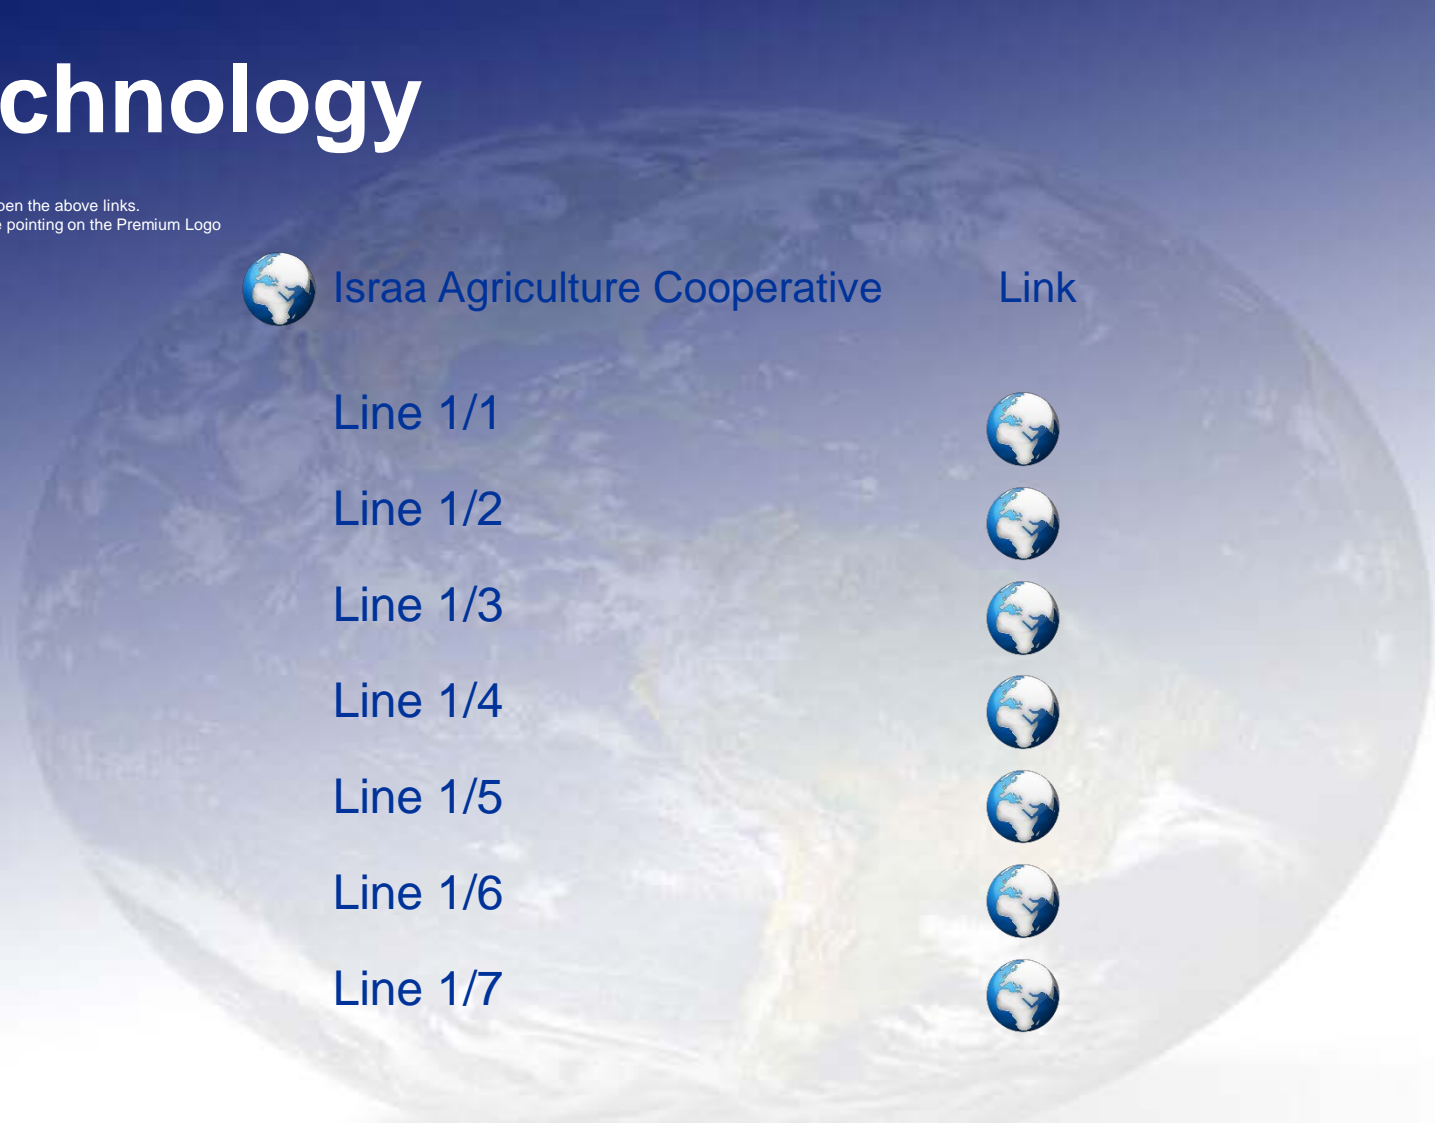 chnology
pen the above links.
pointing on the Premium Logo
Israa Agriculture Cooperative Link
Line 1/1
Line 1/2
Line 1/3
Line 1/4
Line 1/5
Line 1/6
Line 1/7